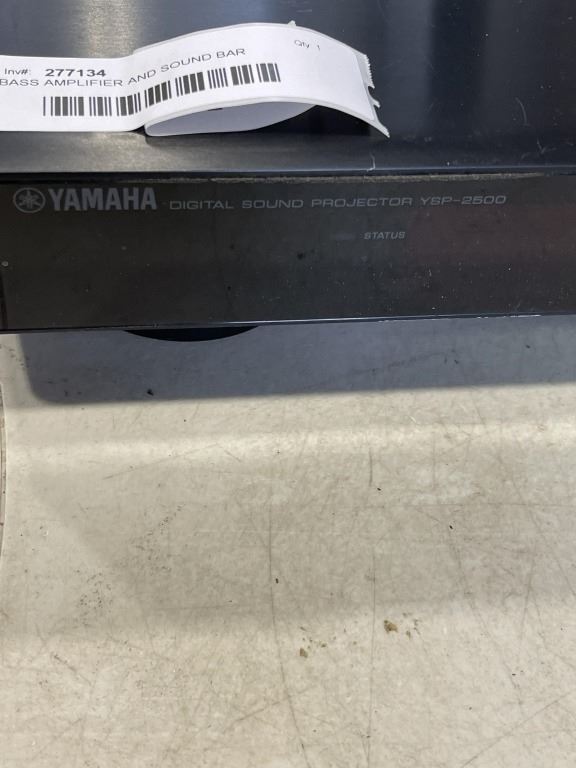 Inv#: 277134 Qty 1
BASS AMPLIFIER AND SOUND BAR
YAMAHA DIGITAL SOUND PROJECTOR YSP-2500
STATUS